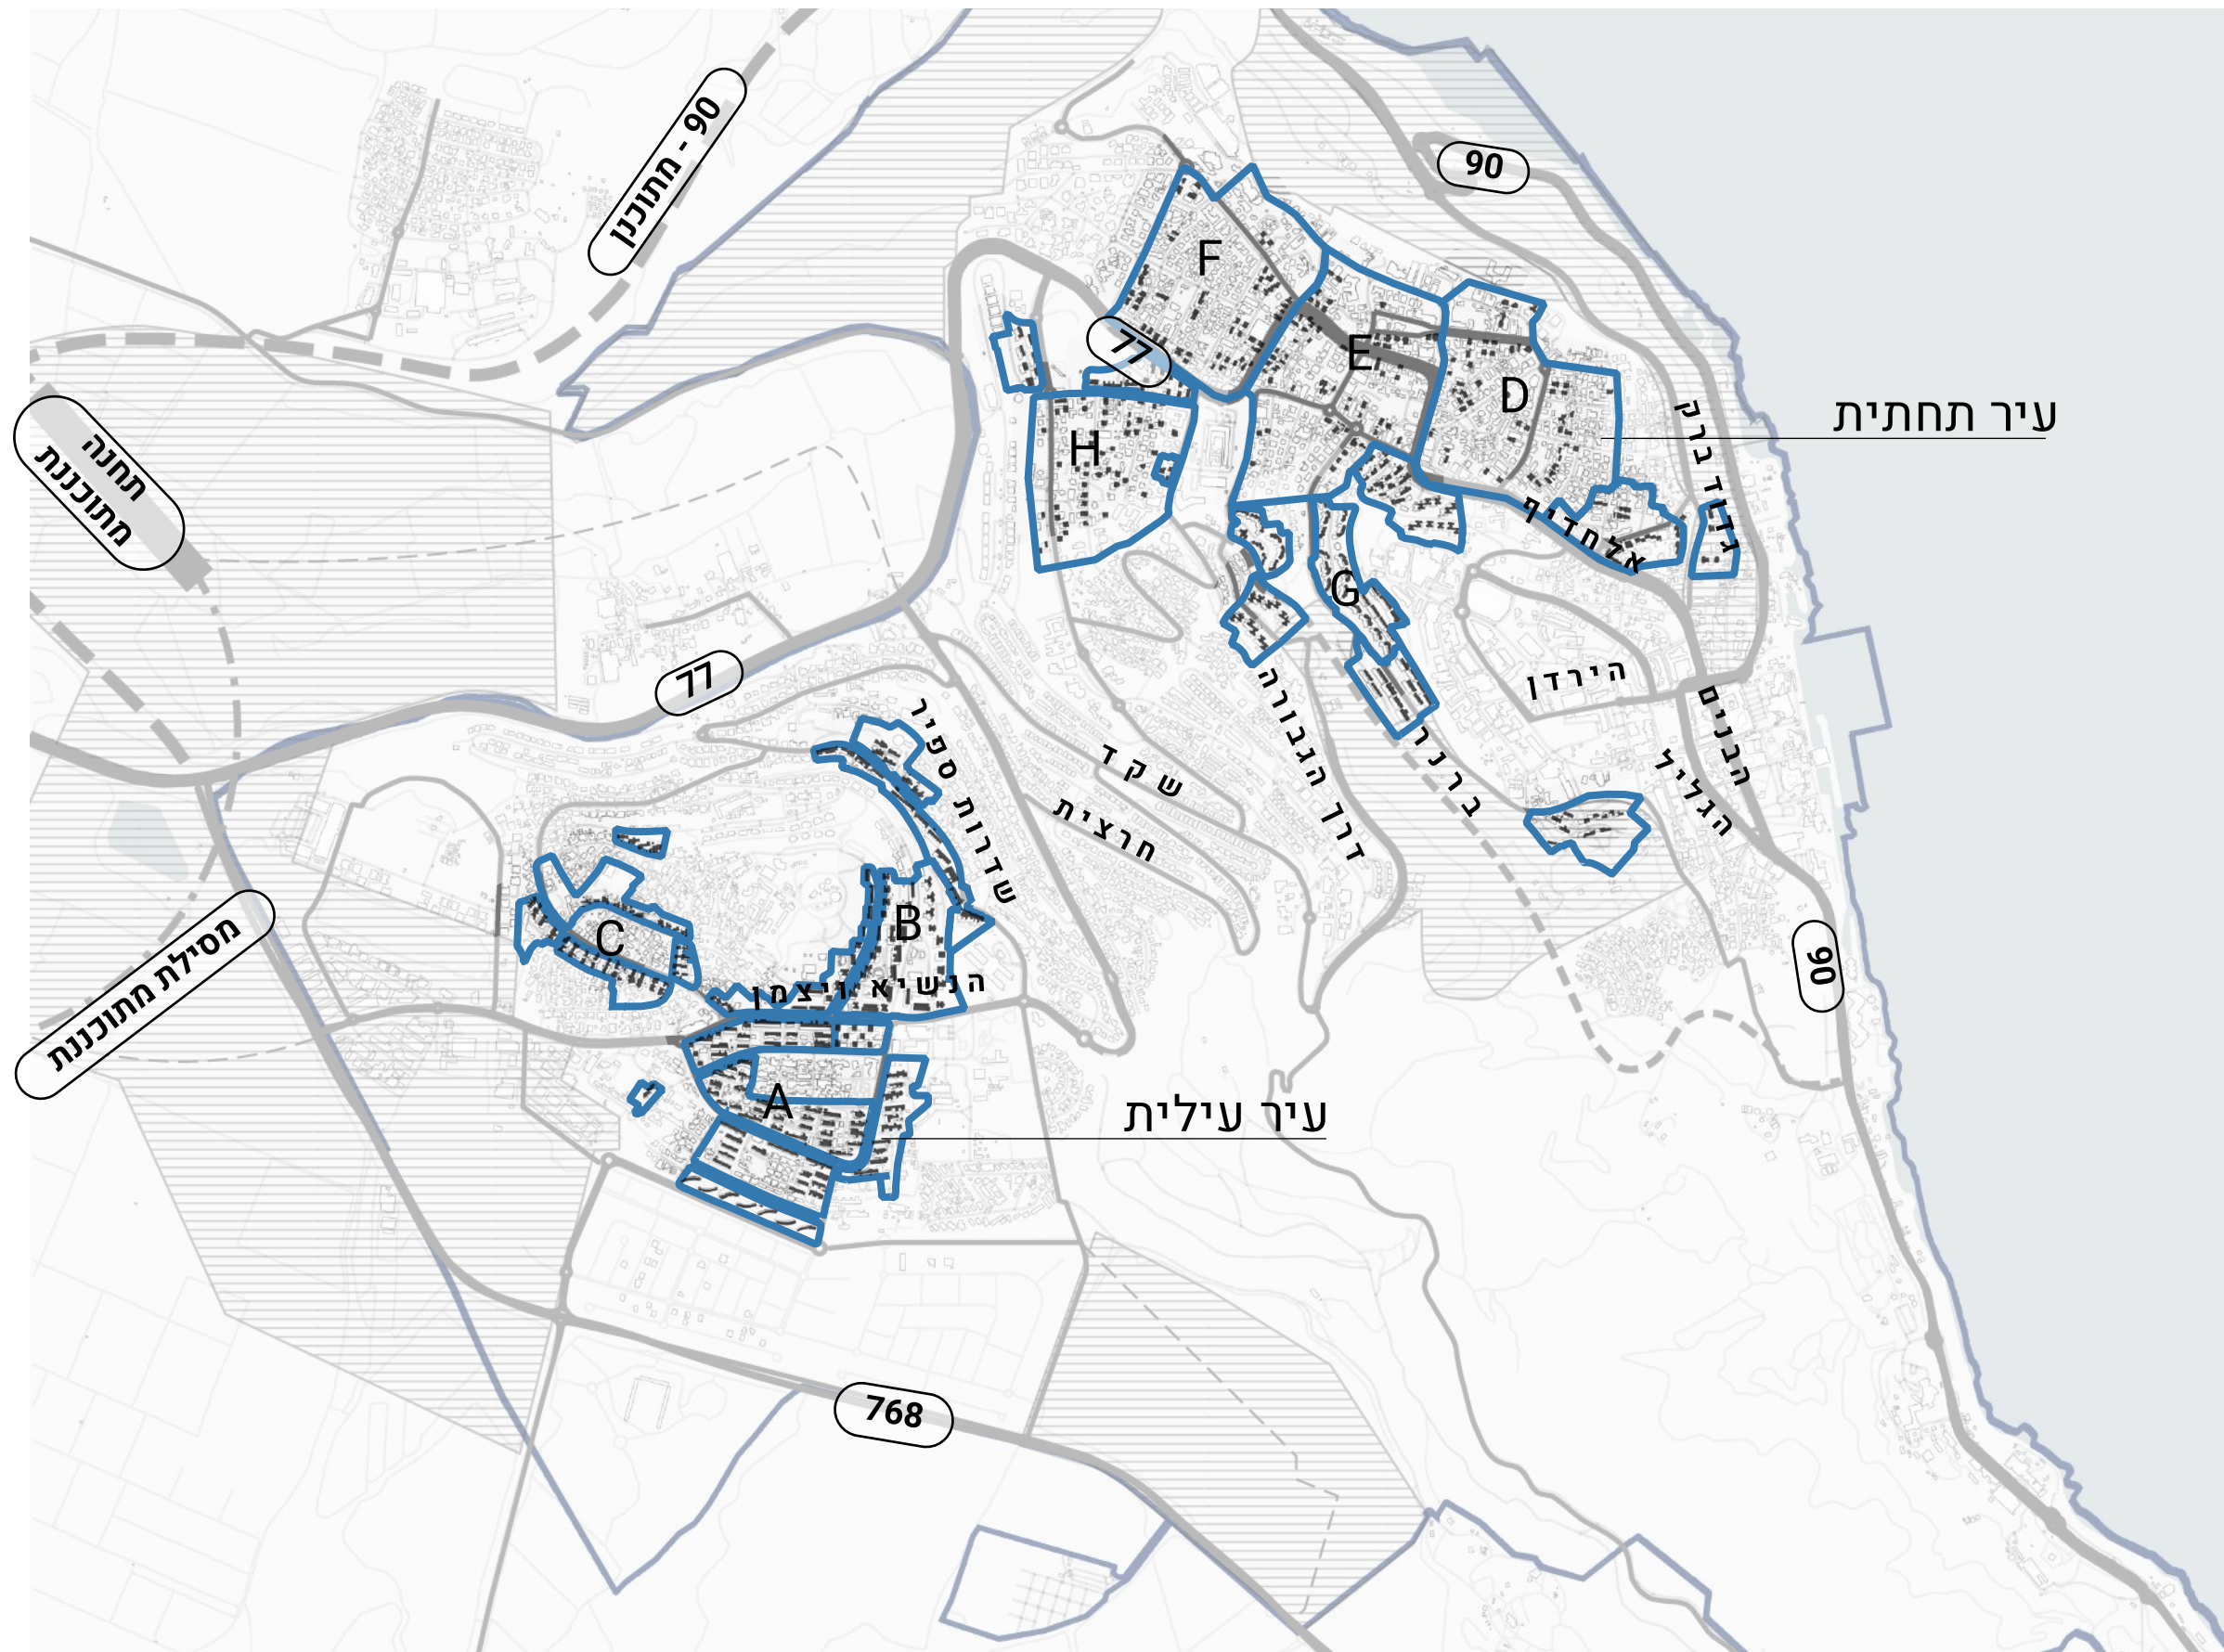 90 - מתוכנן
90
F
77
E
D
עיר תחתית
גדוד ברק
H
תחנה
מתוכננת
אלחדיף
G
77
הירדן
שדרות ספיר
שקד
חרצית
דרך הגבורה
ברנר
הבנים
הגליל
C
B
הנשיא ויצמן
90
מסילת מתוכננת
A
עיר עילית
768